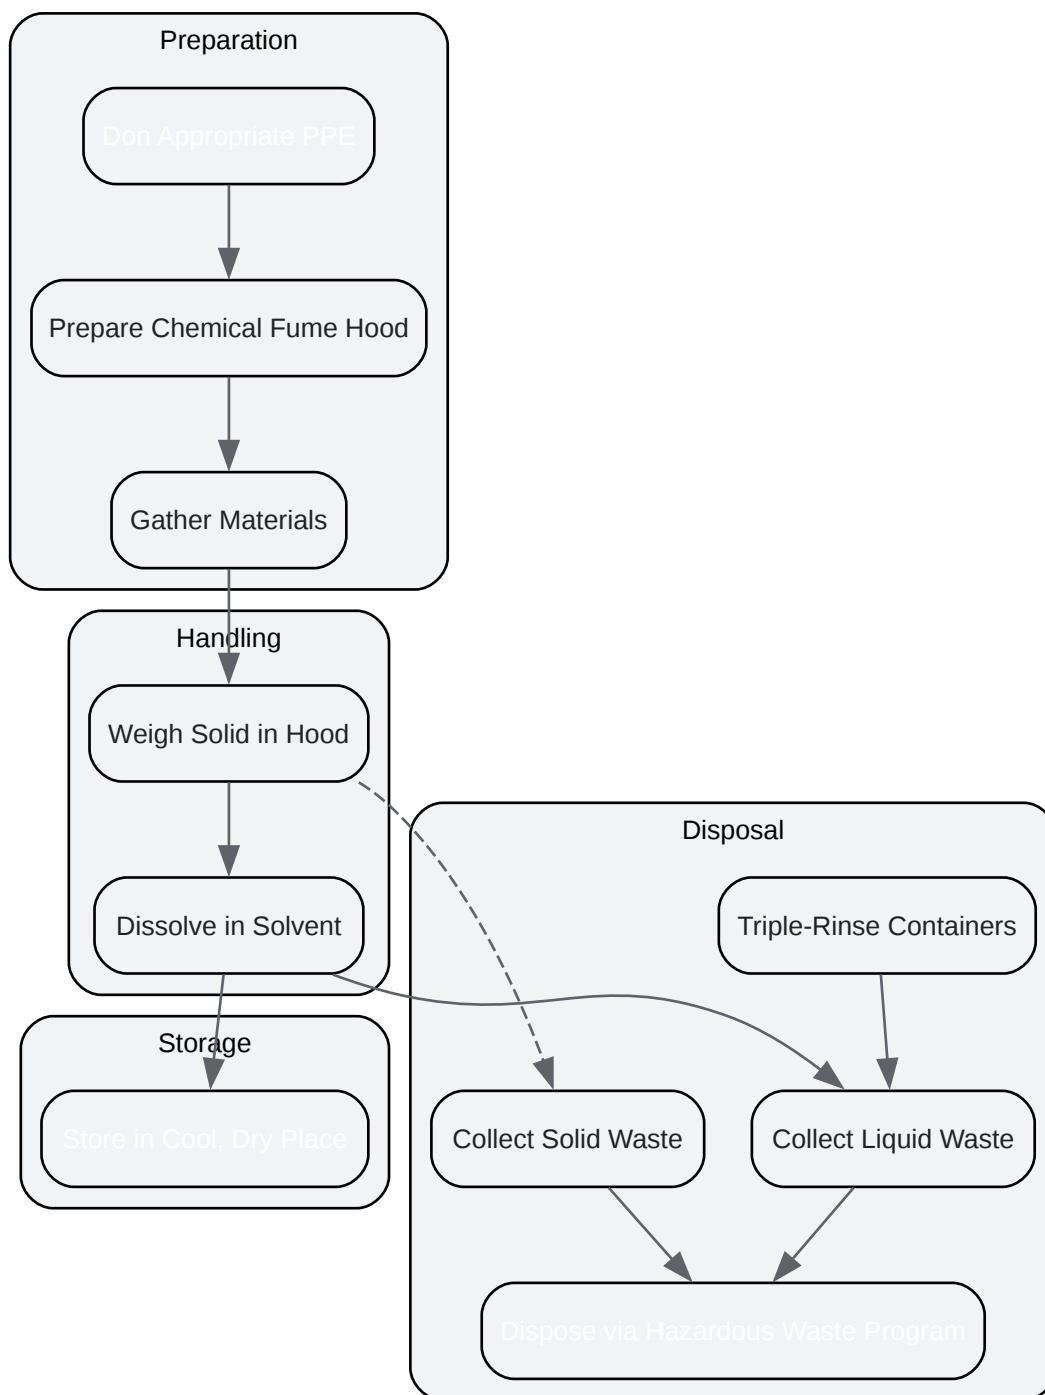 Preparation
Don Appropriate PPE
Prepare Chemical Fume Hood
Gather Materials
Handling
Weigh Solid in Hood
Dissolve in Solvent
Storage
Store in Cool, Dry Place
Disposal
Triple-Rinse Containers
Collect Solid Waste
Collect Liquid Waste
Dispose via Hazardous Waste Program